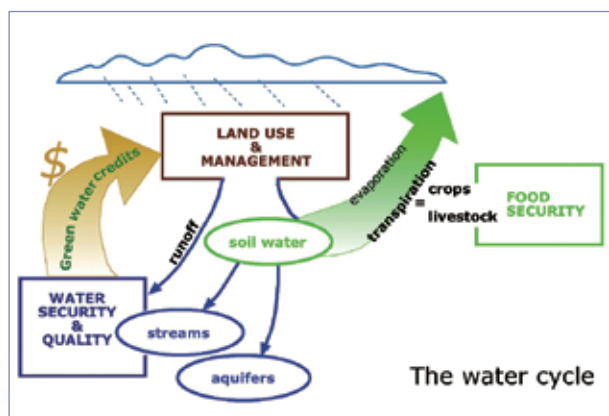 LAND USE
&
MANAGEMENT
$
Green water credits
evaporation
transpiration
= crops
livestock
FOOD
SECURITY
runoff
soil water
WATER
SECURITY
&
QUALITY
streams
aquifers
The water cycle